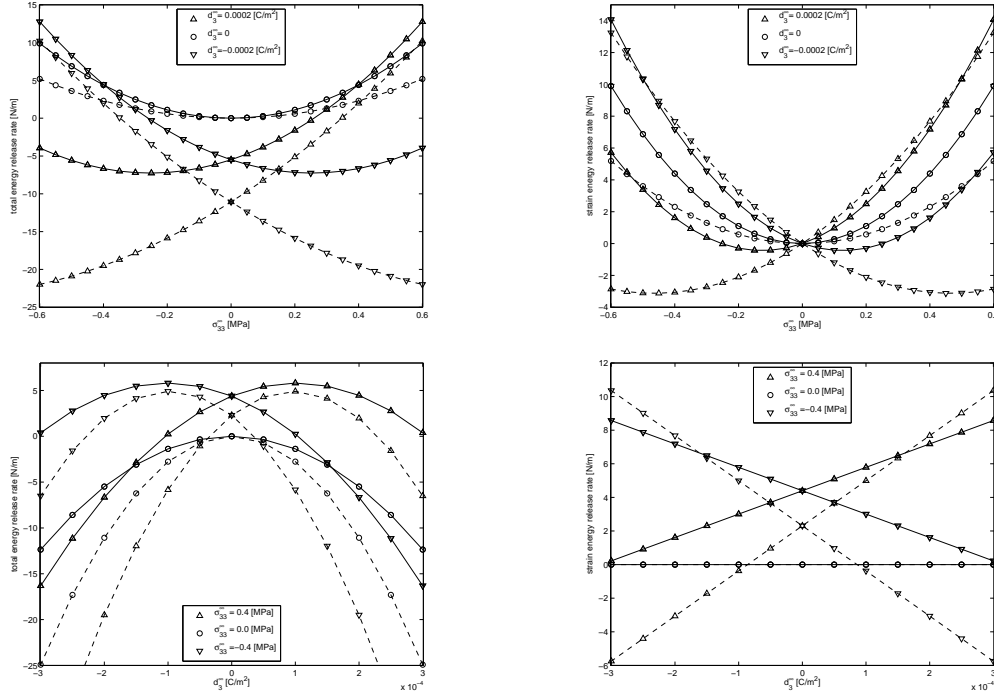 d₃^∞= 0.0002 [C/m²]
d₃^∞= 0
d₃^∞=−0.0002 [C/m²]
15
10
5
0
−5
−10
−15
−20
−25
total energy release rate [N/m]
−0.6
−0.4
−0.2
0
0.2
0.4
0.6
σ₃₃^∞ [MPa]
d₃^∞= 0.0002 [C/m²]
d₃^∞= 0
d₃^∞=−0.0002 [C/m²]
14
12
10
8
6
4
2
0
−2
−4
strain energy release rate [N/m]
−0.6
−0.4
−0.2
0
0.2
0.4
0.6
σ₃₃^∞ [MPa]
5
0
−5
−10
−15
−20
−25
total energy release rate [N/m]
σ₃₃^∞ = 0.4 [MPa]
σ₃₃^∞ = 0.0 [MPa]
σ₃₃^∞ = −0.4 [MPa]
−3
−2
−1
0
1
2
3
d₃^∞ [C/m²]
x 10⁻⁴
12
10
8
6
4
2
0
−2
−4
−6
strain energy release rate [N/m]
σ₃₃^∞ = 0.4 [MPa]
σ₃₃^∞ = 0.0 [MPa]
σ₃₃^∞ = −0.4 [MPa]
−3
−2
−1
0
1
2
3
d₃^∞ [C/m²]
x 10⁻⁴